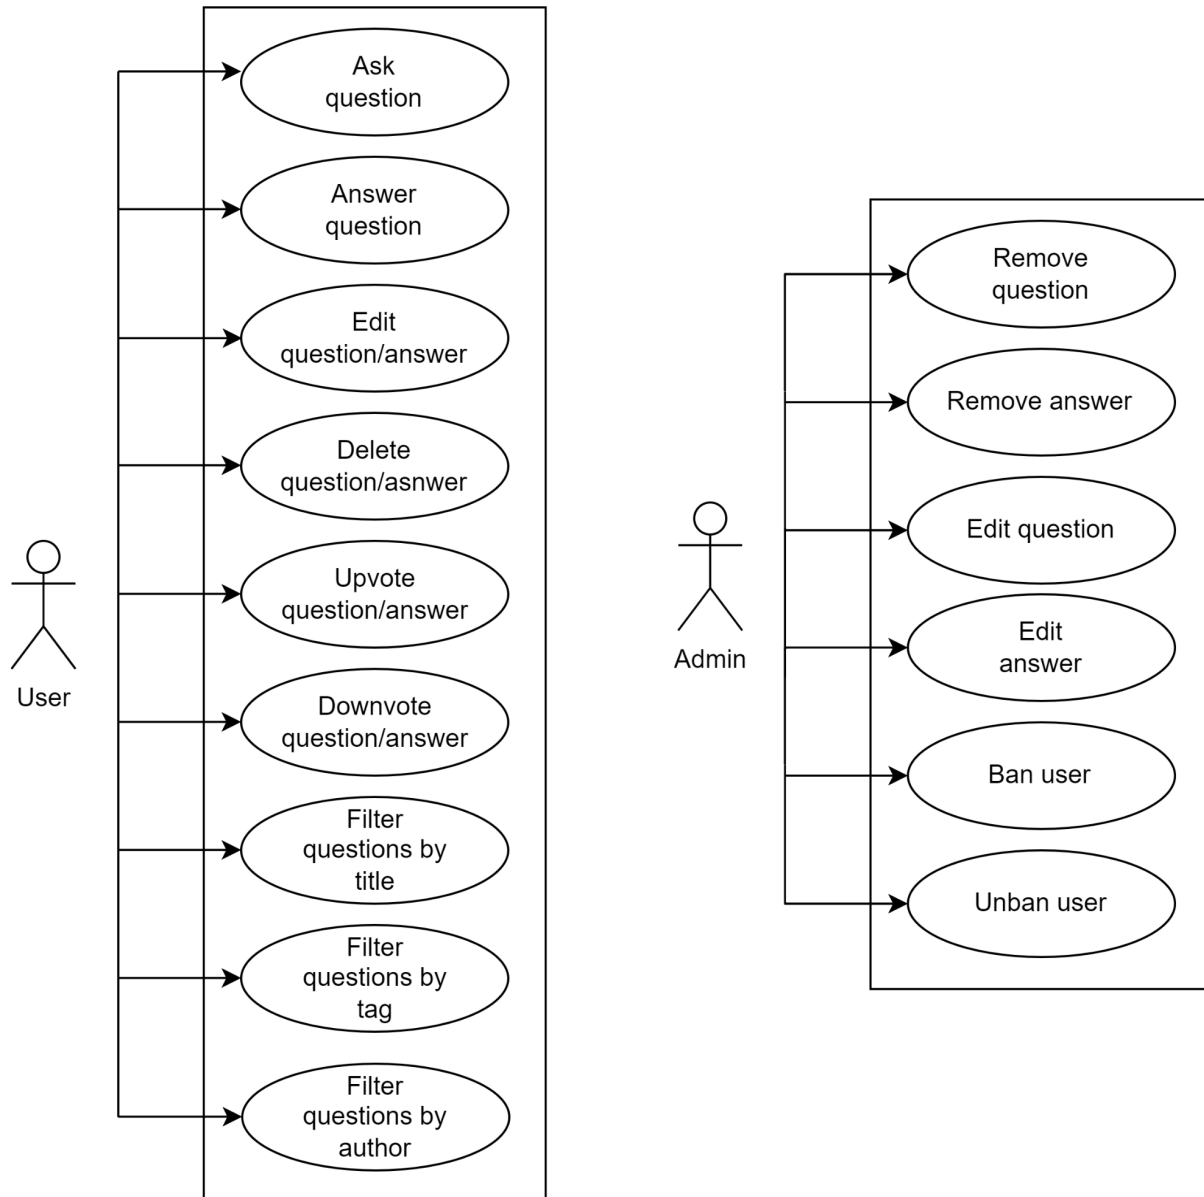 Ask
question
Answer
question
Edit
question/answer
Delete
question/asnwer
Upvote
question/answer
Downvote
question/answer
Filter
questions by
title
Filter
questions by
tag
Filter
questions by
author
User
Remove
question
Remove answer
Edit question
Edit
answer
Ban user
Unban user
Admin